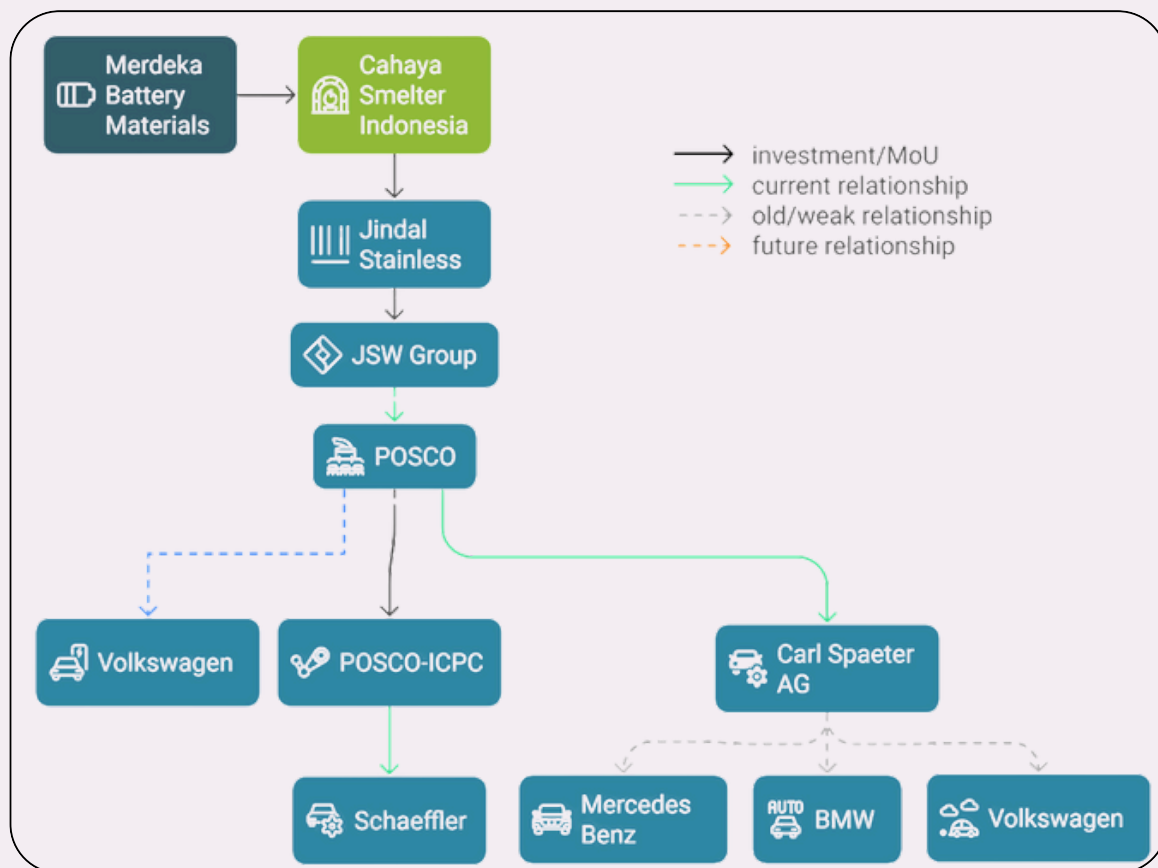 Merdeka
Battery
Materials
Cahaya
Smelter
Indonesia
investment/MoU
current relationship
old/weak relationship
future relationship
Jindal
Stainless
JSW Group
POSCO
Volkswagen
POSCO-ICPC
Carl Spaeter
AG
Schaeffler
Mercedes
Benz
AUTO
BMW
Volkswagen